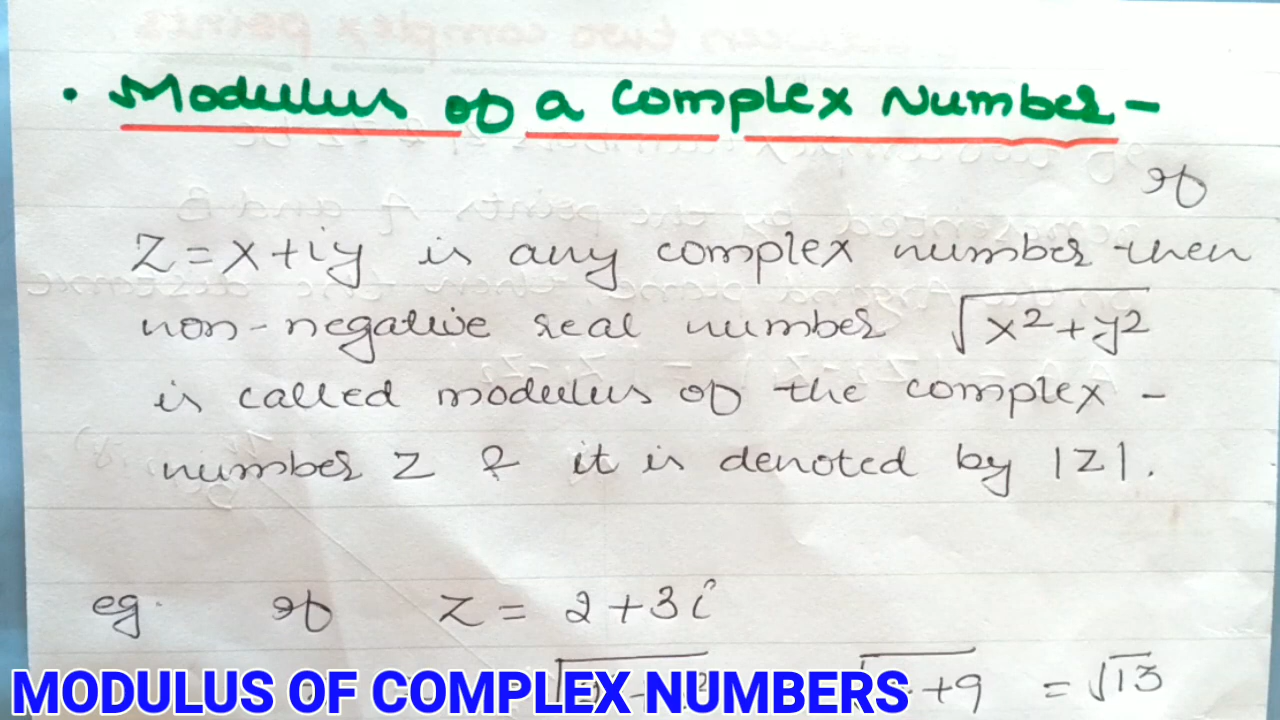 . Modulus of a Complex Number -
If
Z = x + iy is any complex number then
non-negative real number √x²+y²
is called modulus of the complex -
number Z & it is denoted by |Z|.
eg. If Z = 2 + 3i
+9 = √13
MODULUS OF COMPLEX NUMBERS